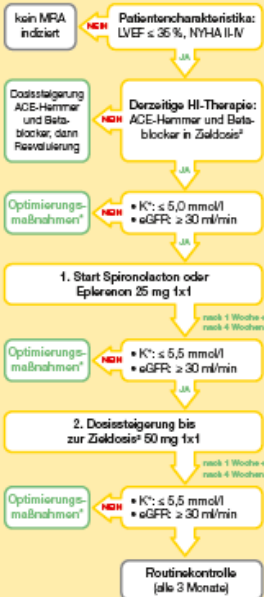 kein MRA
indiziert
NEIN
Patientencharakteristika:
LVEF ≤ 35 %, NYHA II-IV
JA
Dosissteigerung
ACE-Hemmer
und Beta-
blocker, dann
Reevaluierung
NEIN
Derzeitige HI-Therapie:
ACE-Hemmer und Beta-
blocker in Zieldosis²
JA
Optimierungs-
maßnahmen*
NEIN
• K⁺: ≤ 5,0 mmol/l
• eGFR: ≥ 30 ml/min
JA
1. Start Spironolacton oder
Eplerenon 25 mg 1x1
nach 1 Woche
nach 4 Wochen
Optimierungs-
maßnahmen*
NEIN
• K⁺: ≤ 5,5 mmol/l
• eGFR: ≥ 30 ml/min
JA
2. Dosissteigerung bis
zur Zieldosis² 50 mg 1x1
nach 1 Woche
nach 4 Wochen
Optimierungs-
maßnahmen*
NEIN
• K⁺: ≤ 5,5 mmol/l
• eGFR: ≥ 30 ml/min
Routinekontrolle
(alle 3 Monate)